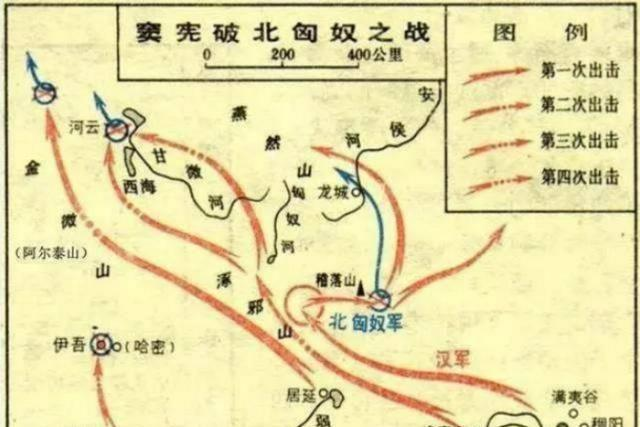 窦宪破北匈奴之战
0 200 400公里
图例
第一次出击
第二次出击
第三次出击
第四次出击
安
侯
河
燕
然
山
河云
甘
微
河
西海
龙城
匈
奴
河
金
微
山
(阿尔泰山)
涿
邪
山
稽落山
北匈奴军
伊吾
(哈密)
汉军
居延
弱
满夷谷
稒阳